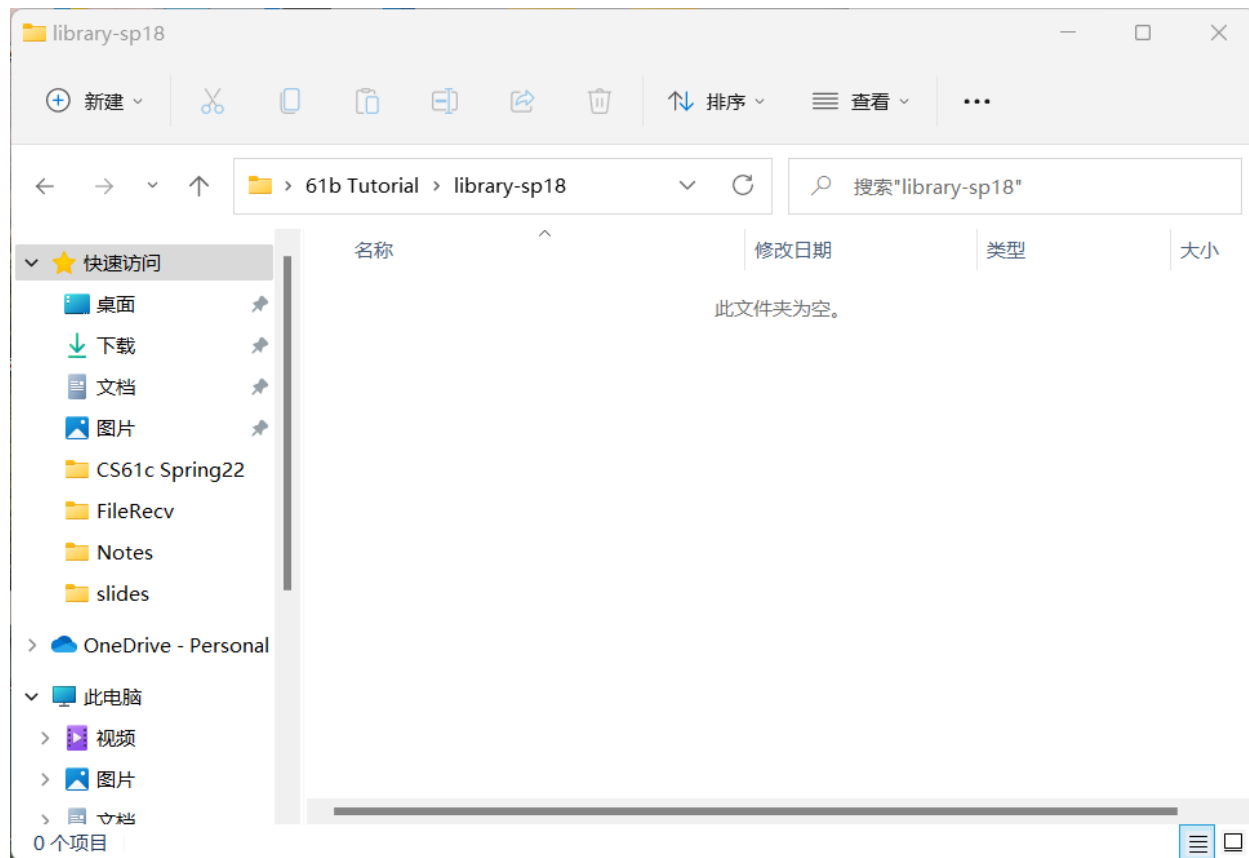 library-sp18
新建 排序 查看
61b Tutorial library-sp18 搜索"library-sp18"
名称 修改日期 类型 大小
此文件夹为空。
快速访问
桌面
下载
文档
图片
CS61c Spring22
FileRecv
Notes
slides
OneDrive - Personal
此电脑
视频
图片
文档
0 个项目